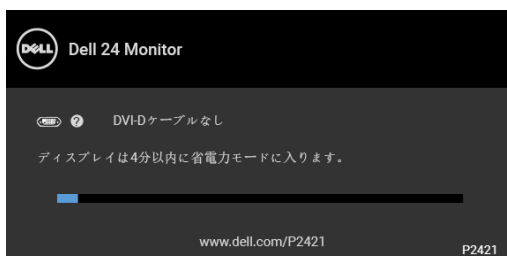 DELL Dell 24 Monitor
DVI-Dケーブルなし
ディスプレイは4分以内に省電力モードに入ります。
www.dell.com/P2421
P2421